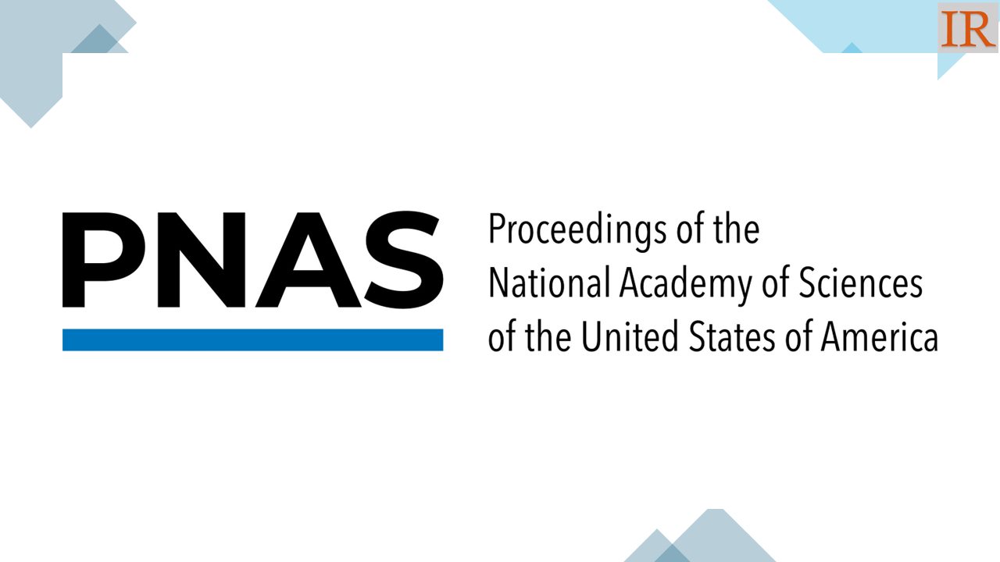 IR
PNAS
Proceedings of the
National Academy of Sciences
of the United States of America